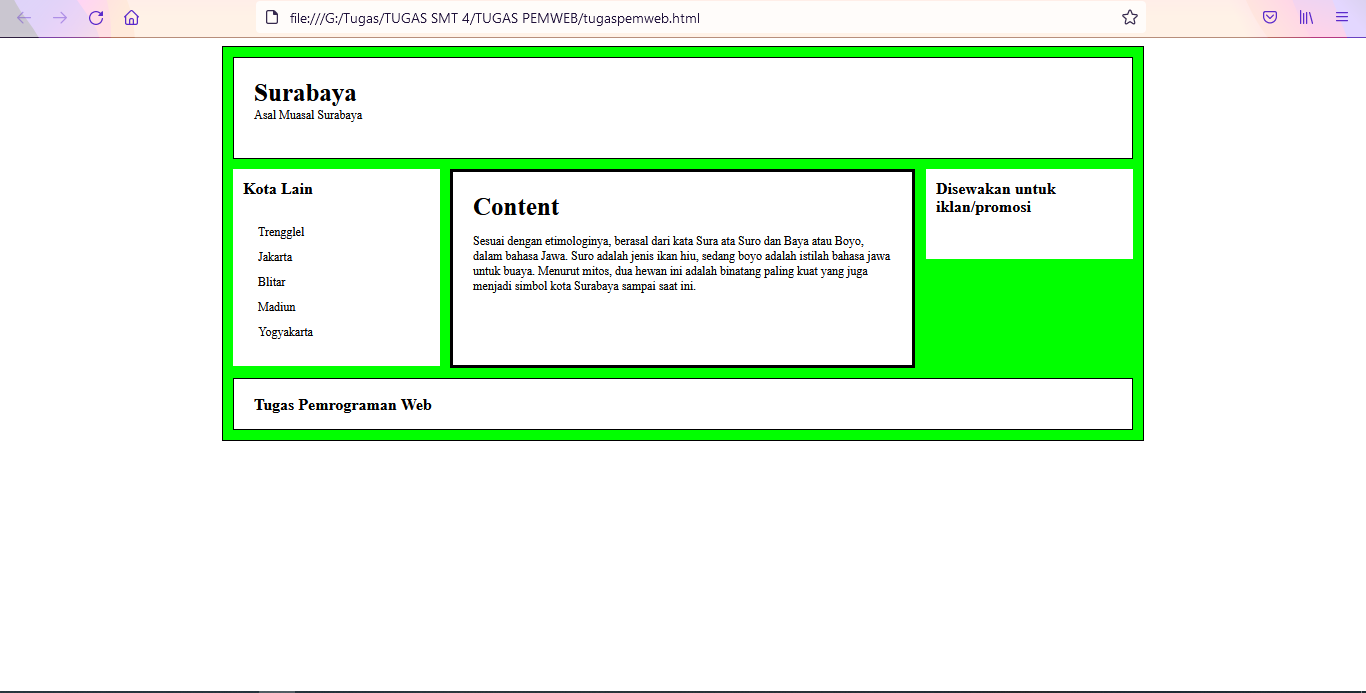 file:///G:/Tugas/TUGAS SMT 4/TUGAS PEMWEB/tugaspemweb.html
Surabaya
Asal Muasal Surabaya
Kota Lain
Trengglel
Jakarta
Blitar
Madiun
Yogyakarta
Content
Sesuai dengan etimologinya, berasal dari kata Sura ata Suro dan Baya atau Boyo,
dalam bahasa Jawa. Suro adalah jenis ikan hiu, sedang boyo adalah istilah bahasa jawa
untuk buaya. Menurut mitos, dua hewan ini adalah binatang paling kuat yang juga
menjadi simbol kota Surabaya sampai saat ini.
Disewakan untuk
iklan/promosi
Tugas Pemrograman Web